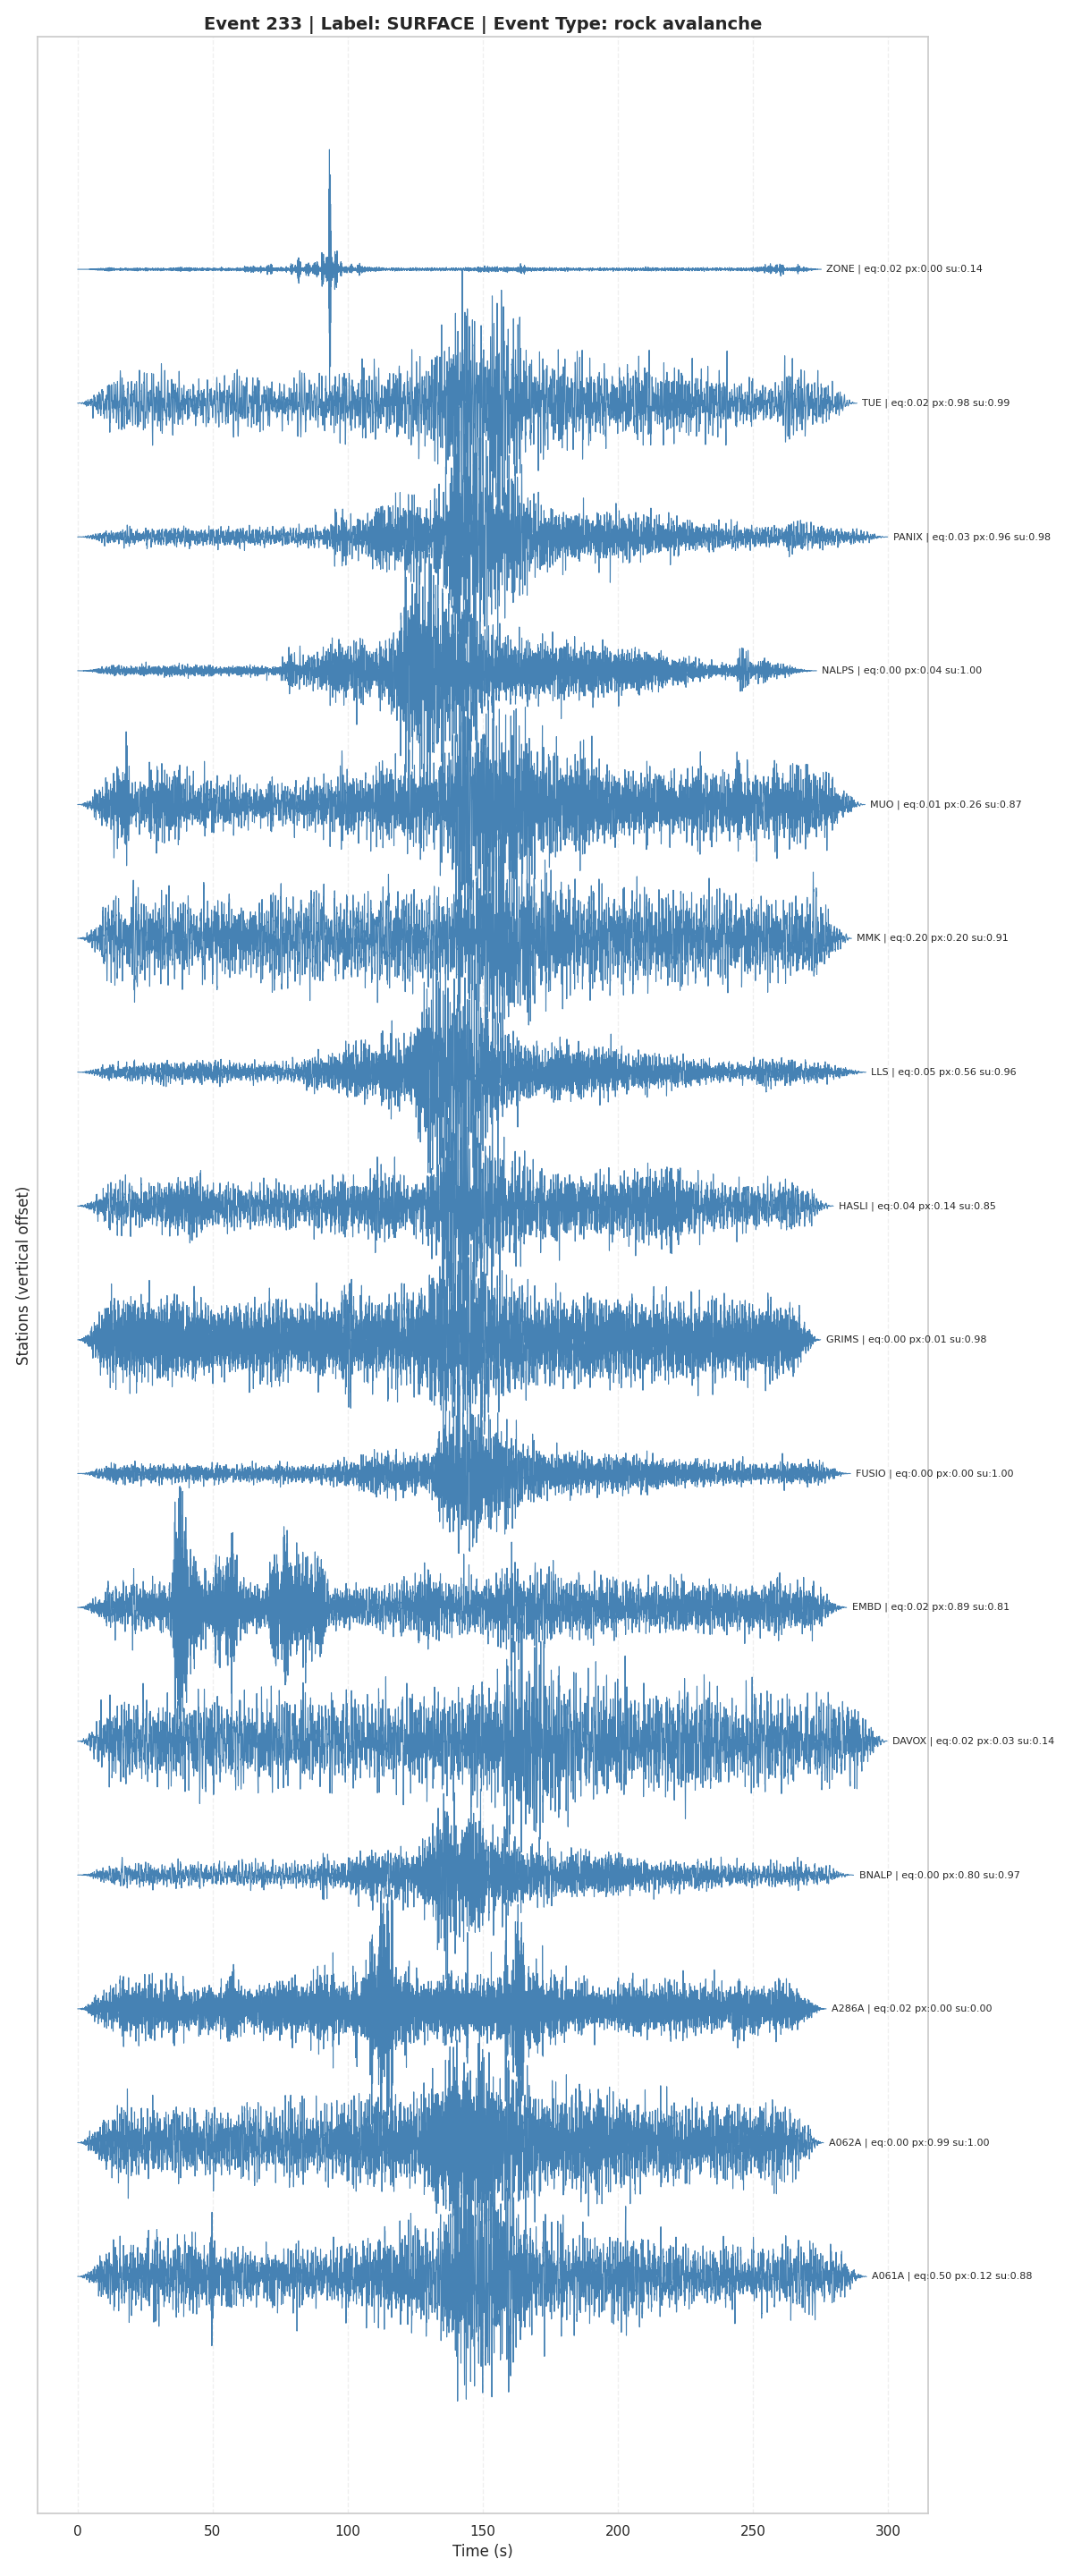 Event 233 | Label: SURFACE | Event Type: rock avalanche
ZONE | eq:0.02 px:0.00 su:0.14
TUE | eq:0.02 px:0.98 su:0.99
PANIX | eq:0.03 px:0.96 su:0.98
NALPS | eq:0.00 px:0.04 su:1.00
MUO | eq:0.01 px:0.26 su:0.87
MMK | eq:0.20 px:0.20 su:0.91
LLS | eq:0.05 px:0.56 su:0.96
HASLI | eq:0.04 px:0.14 su:0.85
GRIMS | eq:0.00 px:0.01 su:0.98
FUSIO | eq:0.00 px:0.00 su:1.00
EMBD | eq:0.02 px:0.89 su:0.81
DAVOX | eq:0.02 px:0.03 su:0.14
BNALP | eq:0.00 px:0.80 su:0.97
A286A | eq:0.02 px:0.00 su:0.00
A062A | eq:0.00 px:0.99 su:1.00
A061A | eq:0.50 px:0.12 su:0.88
Stations (vertical offset)
0 50 100 150 200 250 300
Time (s)